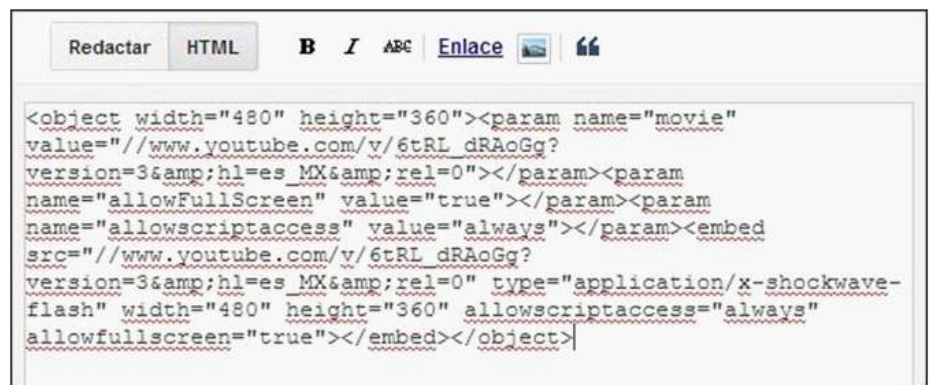 Redactar HTML B I ABC Enlace
<object width="480" height="360"><param name="movie"
value="//www.youtube.com/v/6tRL_dRAoGg?
version=3&amp;hl=es_MX&amp;rel=0"></param><param
name="allowFullScreen" value="true"></param><param
name="allowscriptaccess" value="always"></param><embed
src="//www.youtube.com/v/6tRL_dRAoGg?
version=3&amp;hl=es_MX&amp;rel=0" type="application/x-shockwave-
flash" width="480" height="360" allowscriptaccess="always"
allowfullscreen="true"></embed></object>